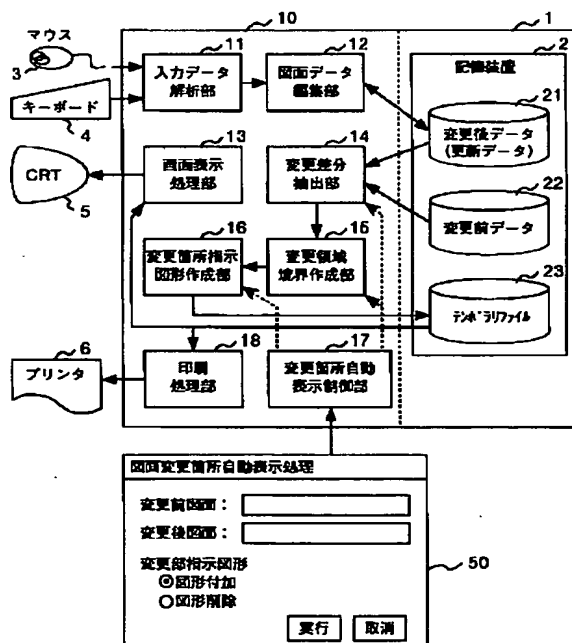 10
1
マウス
3
11
入力データ
解析部
12
図面データ
編集部
2
記憶装置
キーボード
4
21
変更後データ
(更新データ)
13
画面表示
処理部
14
変更差分
抽出部
CRT
5
22
変更前データ
16
変更箇所指示
図形作成部
15
変更領域
境界作成部
23
テンポラリファイル
6
プリンタ
18
印刷
処理部
17
変更箇所自動
表示制御部
図面変更箇所自動表示処理
変更前図面：
変更後図面：
変更部指示図形
図形付加
図形削除
実行 取消
50